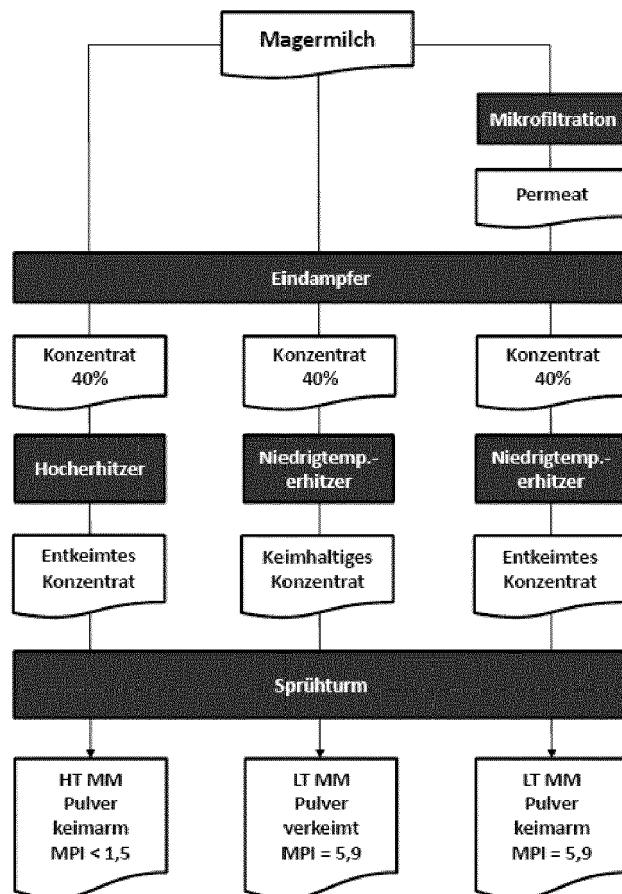 Magermilch
Mikrofiltration
Permeat
Eindampfer
Konzentrat
40%
Konzentrat
40%
Konzentrat
40%
Hocherhitzer
Niedrigtemp.-
erhitzer
Niedrigtemp.-
erhitzer
Entkeimtes
Konzentrat
Keimhaltiges
Konzentrat
Entkeimtes
Konzentrat
Sprühturm
HT MM
Pulver
keimarm
MPI < 1,5
LT MM
Pulver
verkeimt
MPI = 5,9
LT MM
Pulver
keimarm
MPI = 5,9